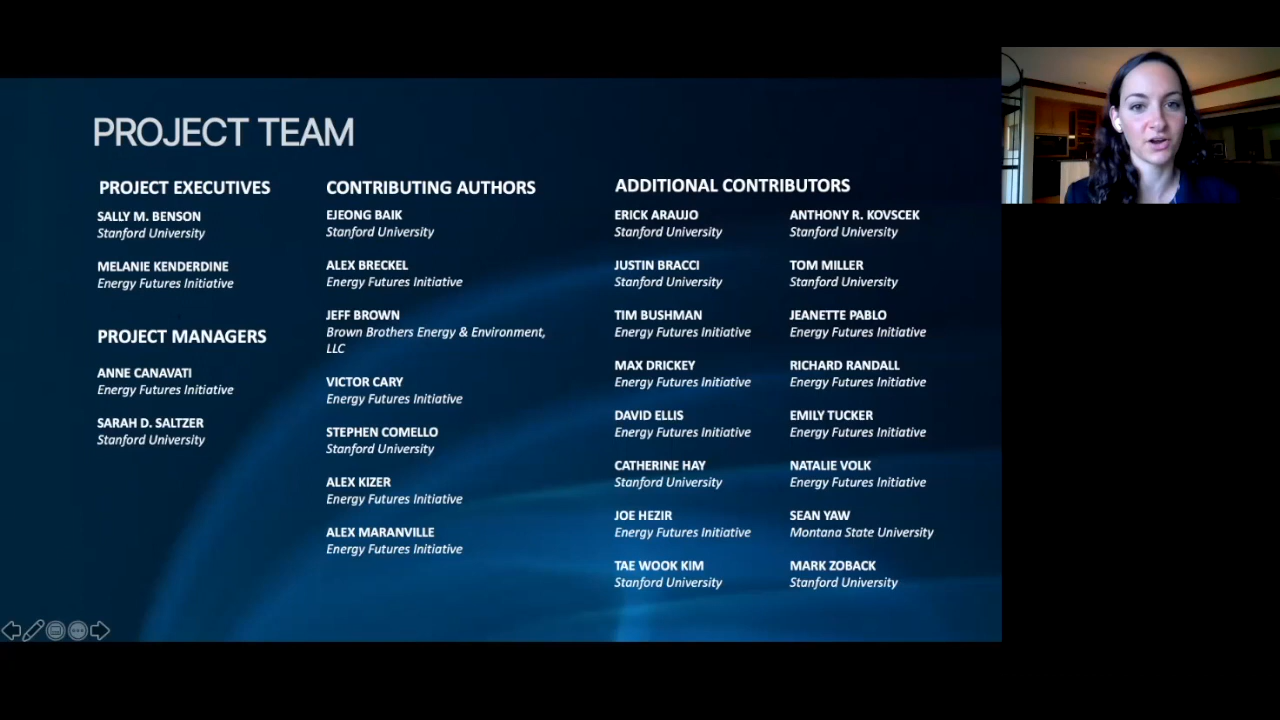 PROJECT TEAM
PROJECT EXECUTIVES
SALLY M. BENSON
Stanford University
MELANIE KENDERDINE
Energy Futures Initiative
PROJECT MANAGERS
ANNE CANAVATI
Energy Futures Initiative
SARAH D. SALTZER
Stanford University
CONTRIBUTING AUTHORS
EJEONG BAIK
Stanford University
ALEX BRECKEL
Energy Futures Initiative
JEFF BROWN
Brown Brothers Energy & Environment,
LLC
VICTOR CARY
Energy Futures Initiative
STEPHEN COMELLO
Stanford University
ALEX KIZER
Energy Futures Initiative
ALEX MARANVILLE
Energy Futures Initiative
ADDITIONAL CONTRIBUTORS
ERICK ARAUJO
Stanford University
JUSTIN BRACCI
Stanford University
TIM BUSHMAN
Energy Futures Initiative
MAX DRICKEY
Energy Futures Initiative
DAVID ELLIS
Energy Futures Initiative
CATHERINE HAY
Stanford University
JOE HEZIR
Energy Futures Initiative
TAE WOOK KIM
Stanford University
ANTHONY R. KOVSCEK
Stanford University
TOM MILLER
Stanford University
JEANETTE PABLO
Energy Futures Initiative
RICHARD RANDALL
Energy Futures Initiative
EMILY TUCKER
Energy Futures Initiative
NATALIE VOLK
Energy Futures Initiative
SEAN YAW
Montana State University
MARK ZOBACK
Stanford University